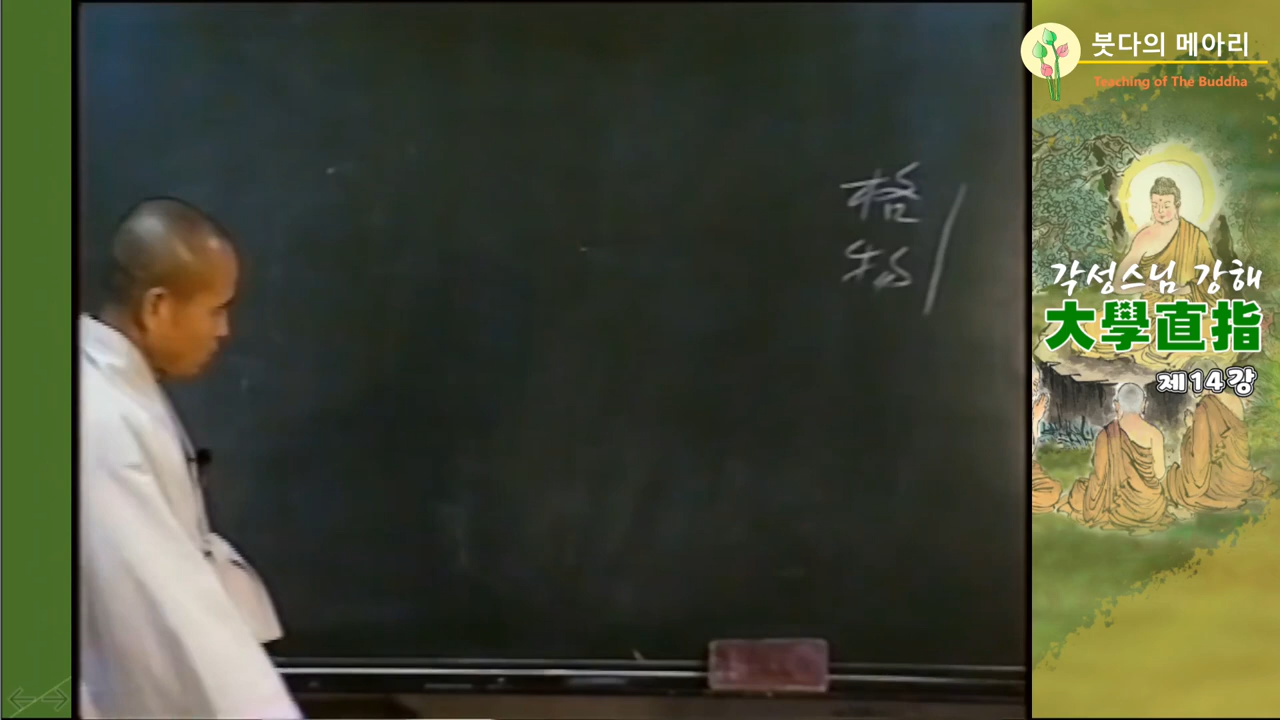 格
物
붓다의 메아리
Teaching of The Buddha
각성스님 강해
大學直指
제14강